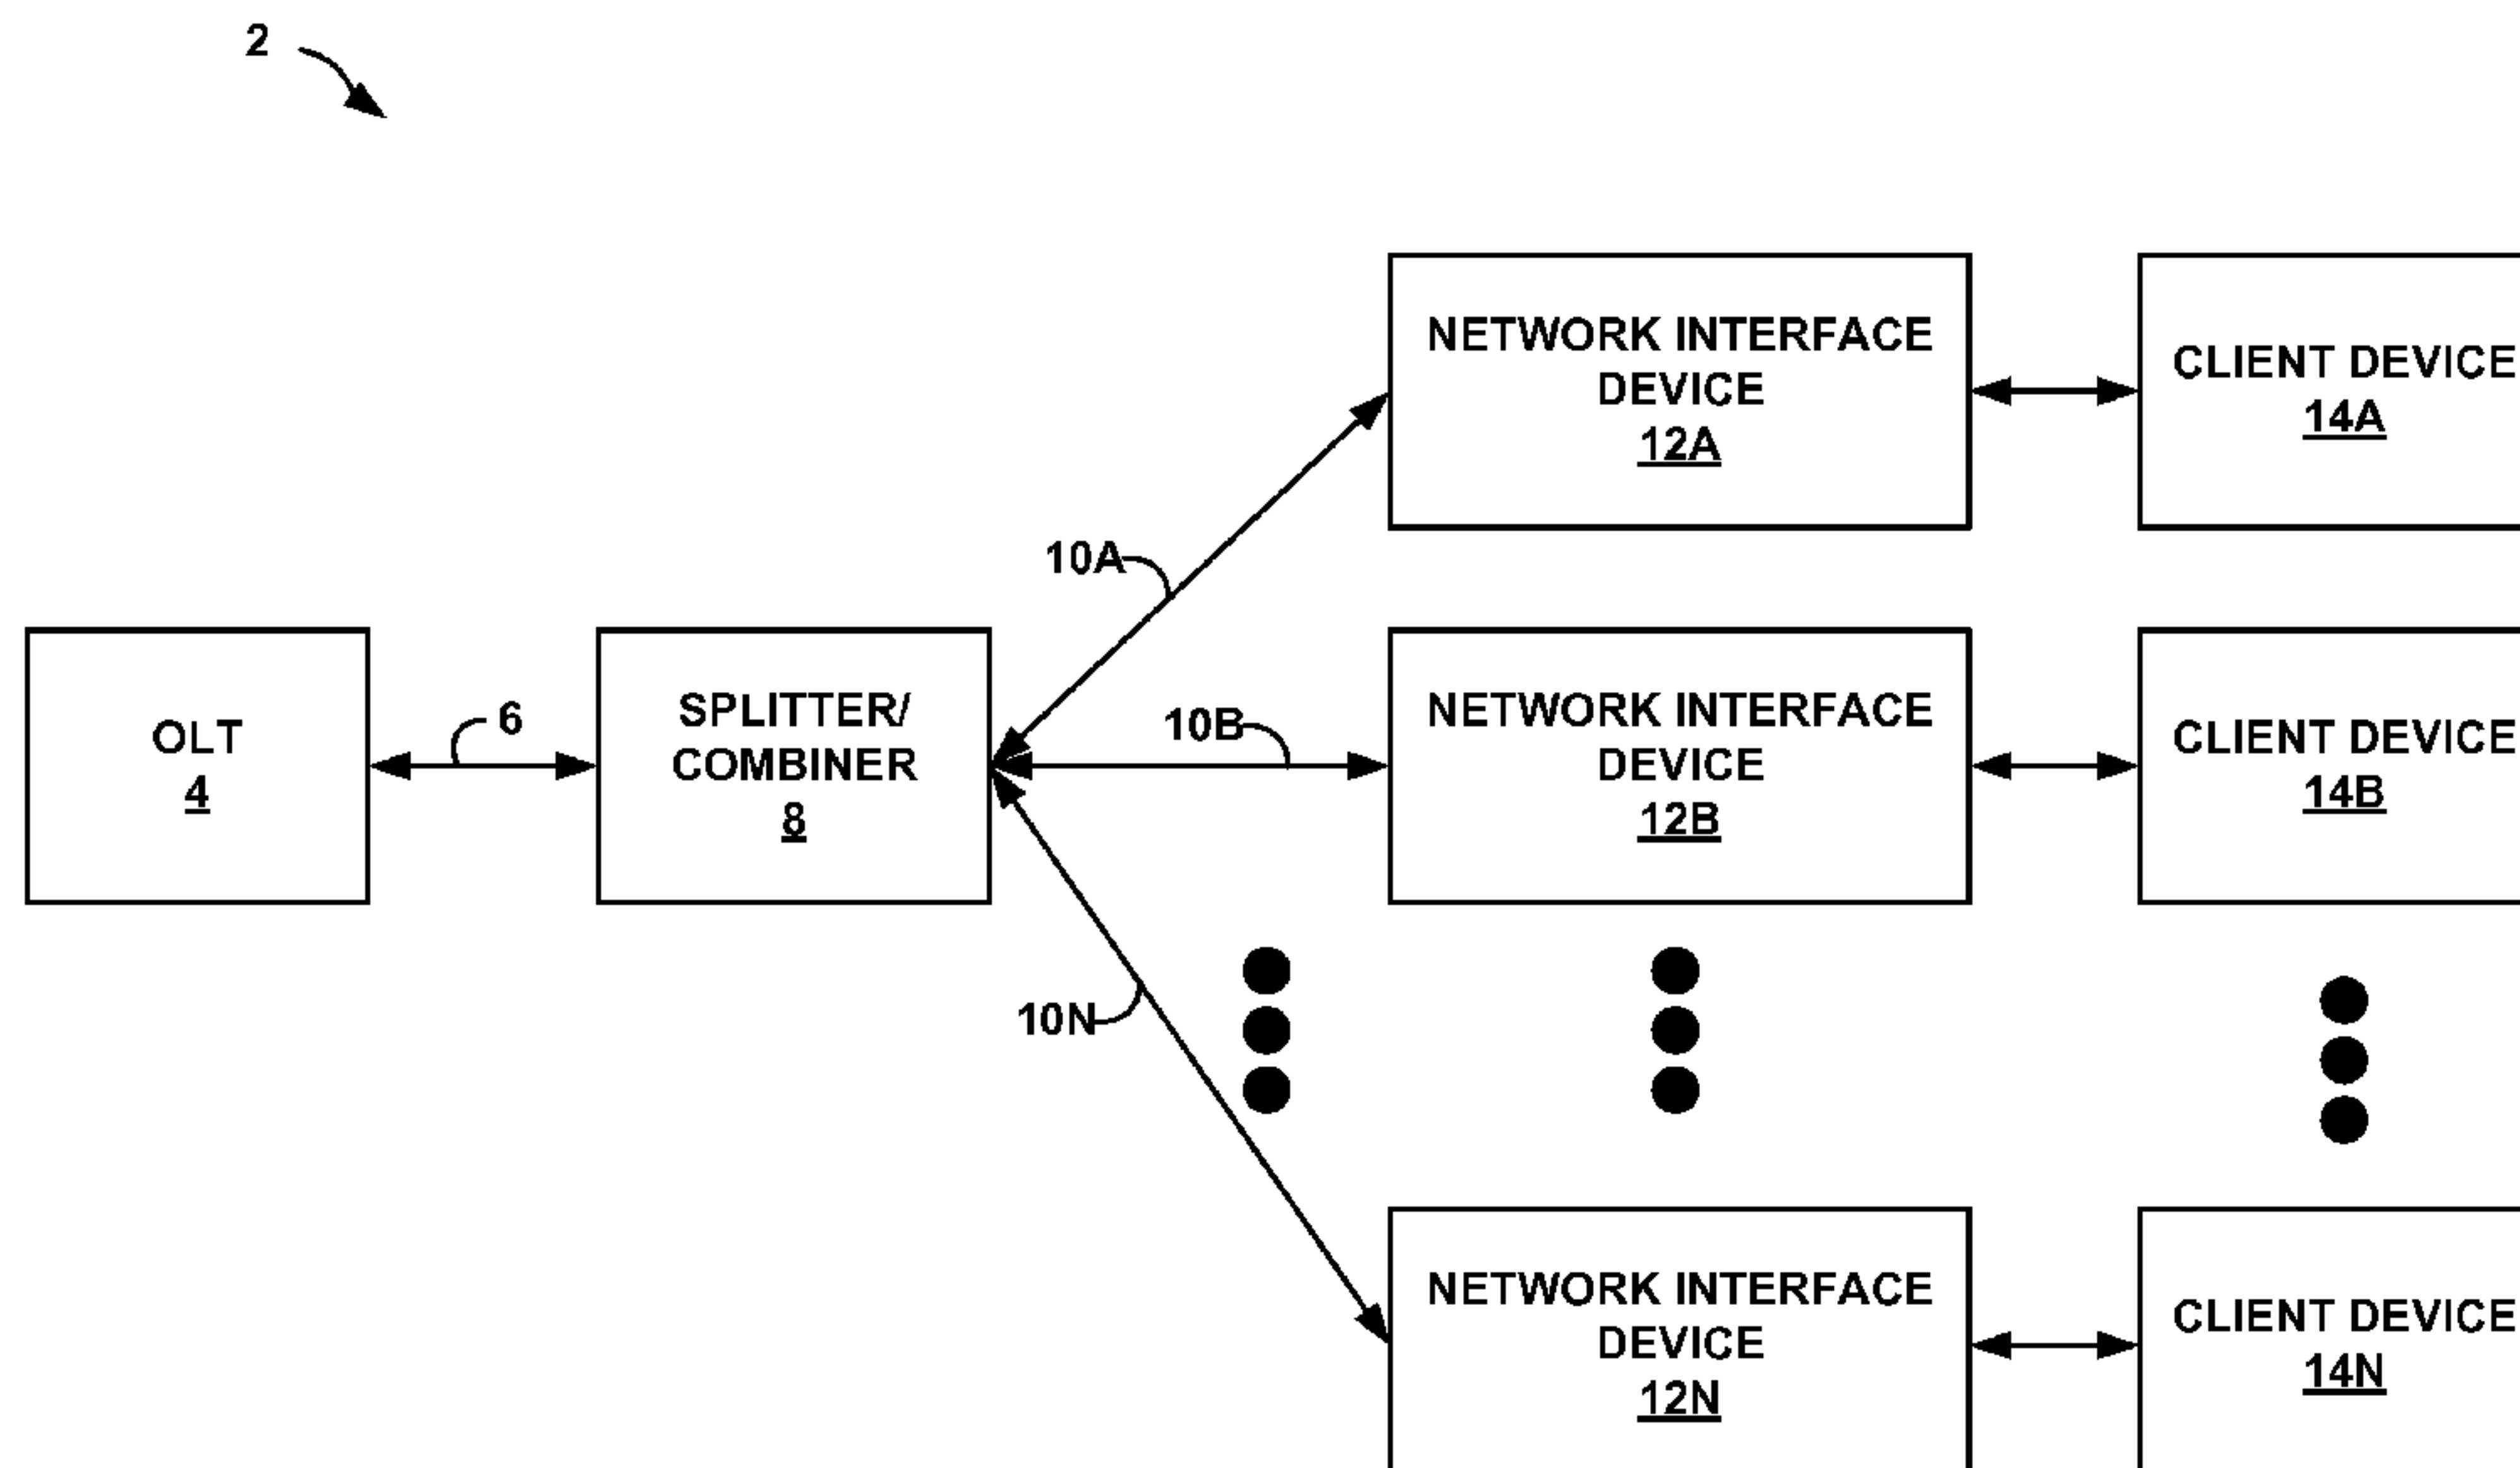 2
NETWORK INTERFACE
DEVICE
12A
CLIENT DEVICE
14A
10A
OLT
4
6
SPLITTER/
COMBINER
8
10B
NETWORK INTERFACE
DEVICE
12B
CLIENT DEVICE
14B
10N
NETWORK INTERFACE
DEVICE
12N
CLIENT DEVICE
14N